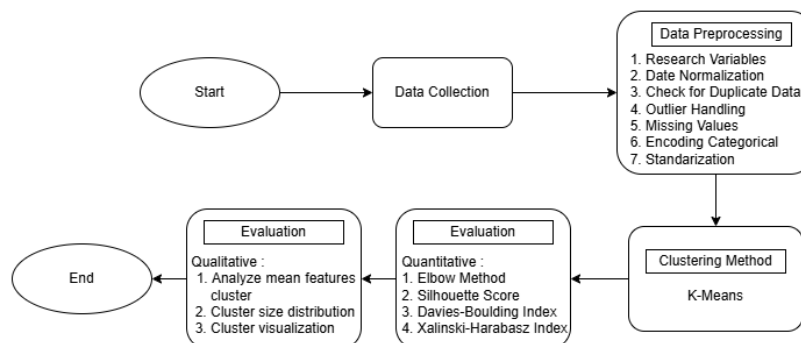 Start
Data Collection
Data Preprocessing
1. Research Variables
2. Date Normalization
3. Check for Duplicate Data
4. Outlier Handling
5. Missing Values
6. Encoding Categorical
7. Standarization
Clustering Method
K-Means
Evaluation
Quantitative :
1. Elbow Method
2. Silhouette Score
3. Davies-Boulding Index
4. Xalinski-Harabasz Index
Evaluation
Qualitative :
1. Analyze mean features
cluster
2. Cluster size distribution
3. Cluster visualization
End